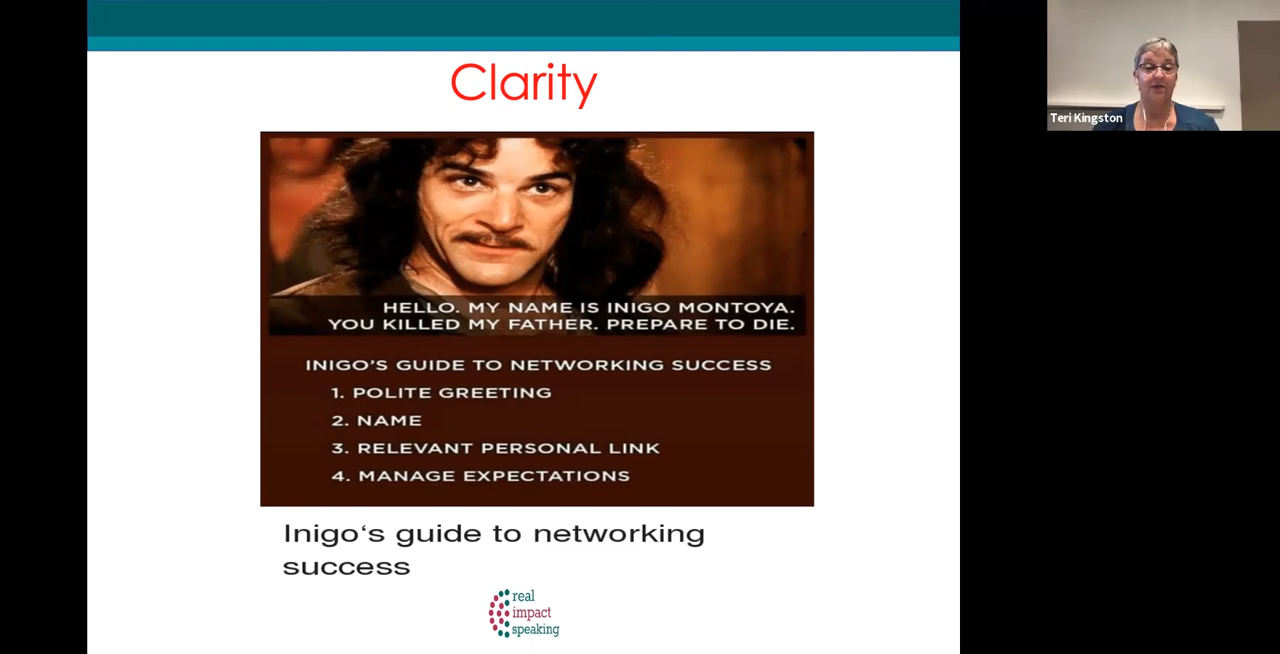 Clarity
HELLO. MY NAME IS INIGO MONTOYA.
YOU KILLED MY FATHER. PREPARE TO DIE.
INIGO'S GUIDE TO NETWORKING SUCCESS
1. POLITE GREETING
2. NAME
3. RELEVANT PERSONAL LINK
4. MANAGE EXPECTATIONS
Inigo‘s guide to networking
success
real
impact
speaking
Teri Kingston